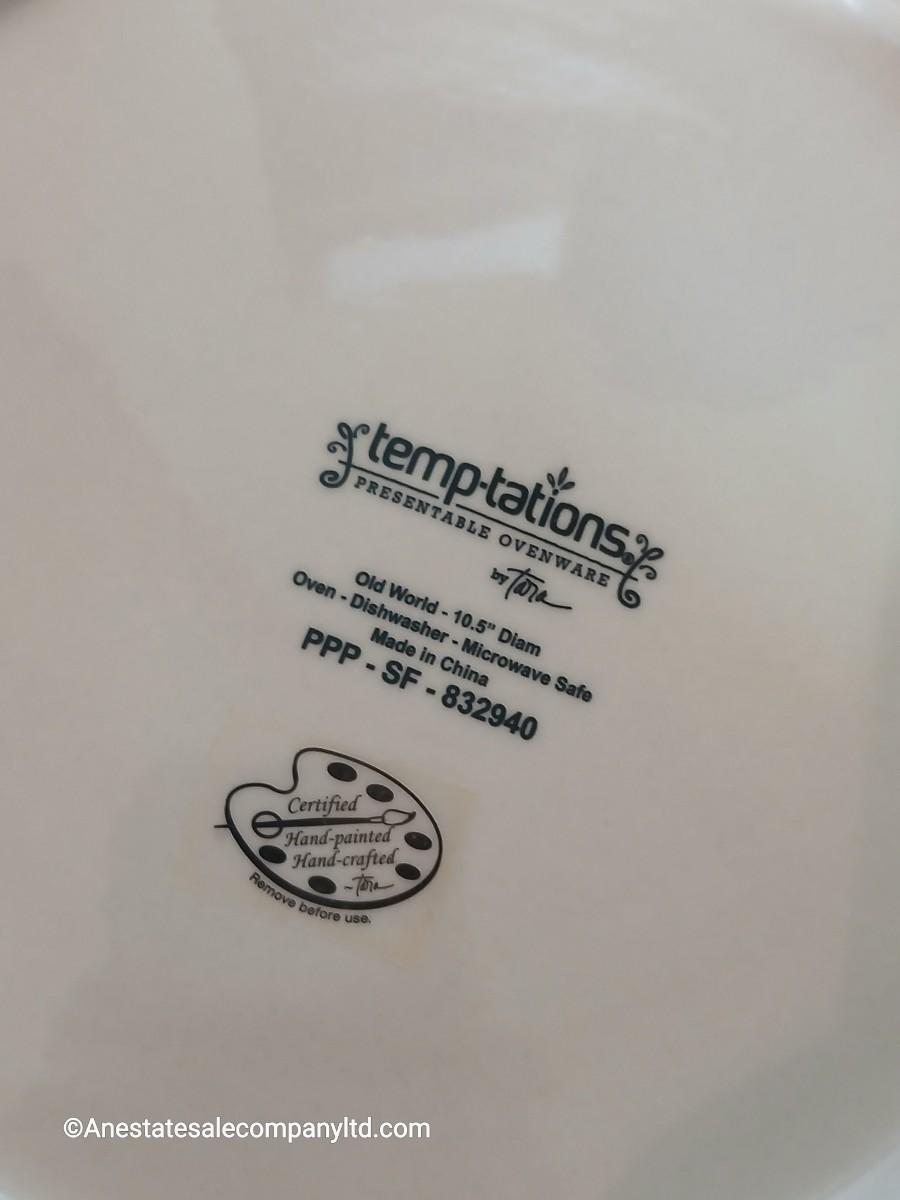 temp-tations®
PRESENTABLE OVENWARE
by Tara
Old World - 10.5" Diam
Oven - Dishwasher - Microwave Safe
Made in China
PPP - SF - 832940
Certified
Hand-painted
Hand-crafted
~Tara
Remove before use.
©Anestatesalecompanyltd.com